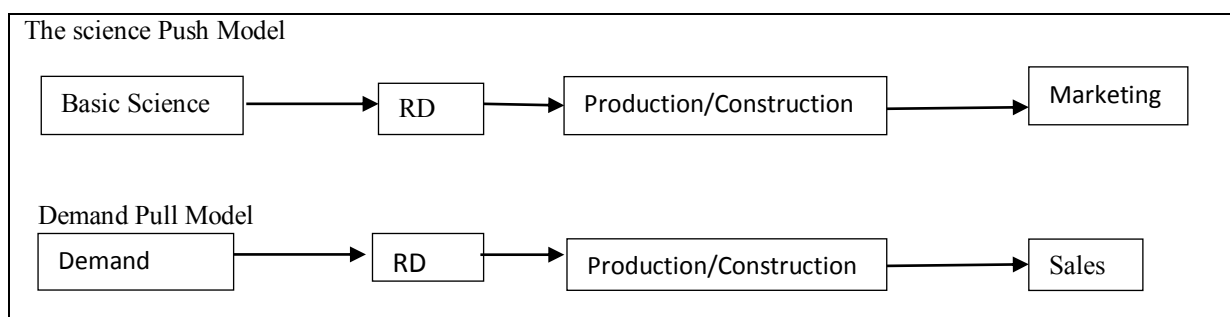 The science Push Model
Basic Science RD Production/Construction Marketing
Demand Pull Model
Demand RD Production/Construction Sales